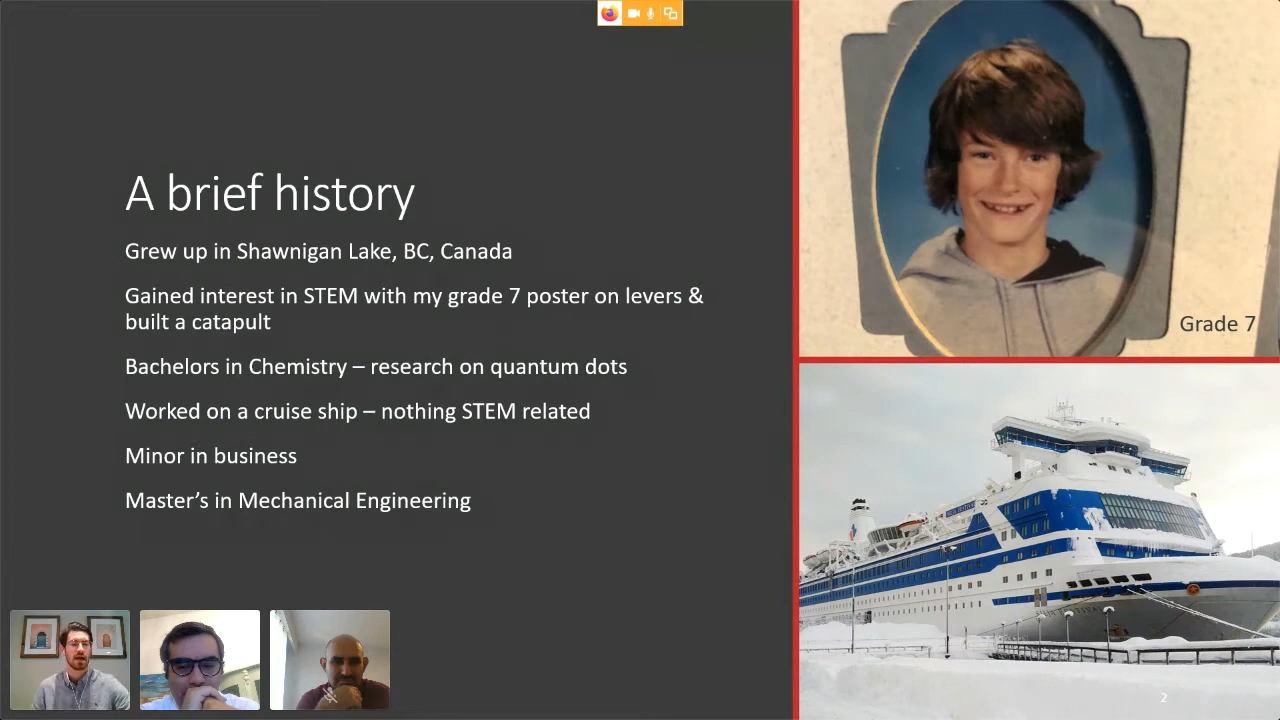 A brief history
Grew up in Shawnigan Lake, BC, Canada
Gained interest in STEM with my grade 7 poster on levers &
built a catapult
Bachelors in Chemistry – research on quantum dots
Worked on a cruise ship – nothing STEM related
Minor in business
Master’s in Mechanical Engineering
Grade 7
2